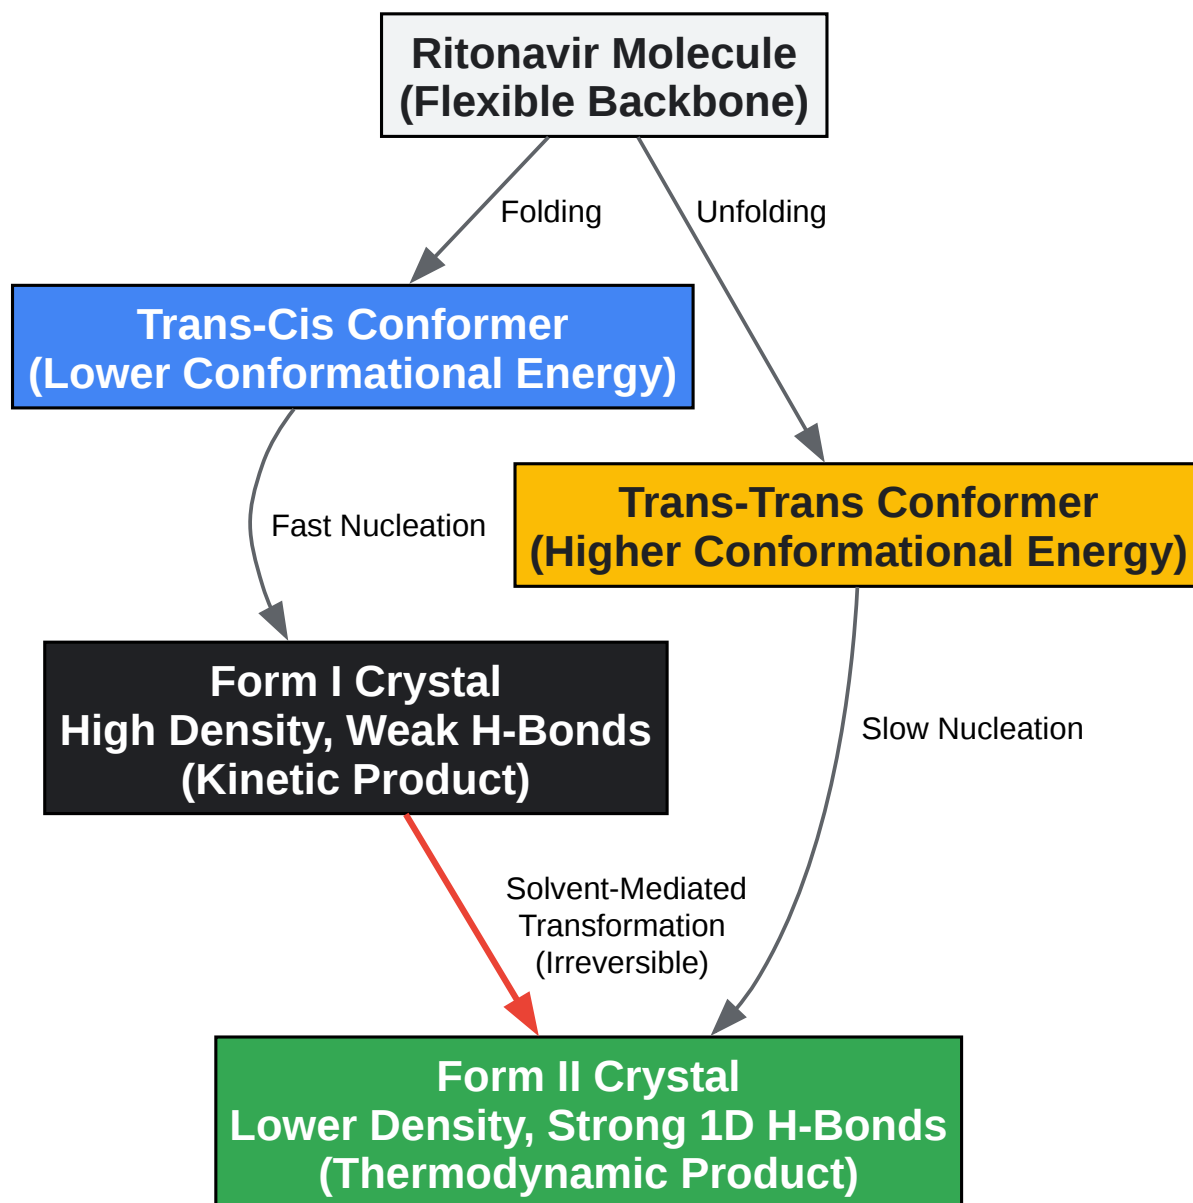 Ritonavir Molecule
(Flexible Backbone)
Folding
Unfolding
Trans-Cis Conformer
(Lower Conformational Energy)
Trans-Trans Conformer
(Higher Conformational Energy)
Fast Nucleation
Form I Crystal
High Density, Weak H-Bonds
(Kinetic Product)
Slow Nucleation
Solvent-Mediated
Transformation
(Irreversible)
Form II Crystal
Lower Density, Strong 1D H-Bonds
(Thermodynamic Product)